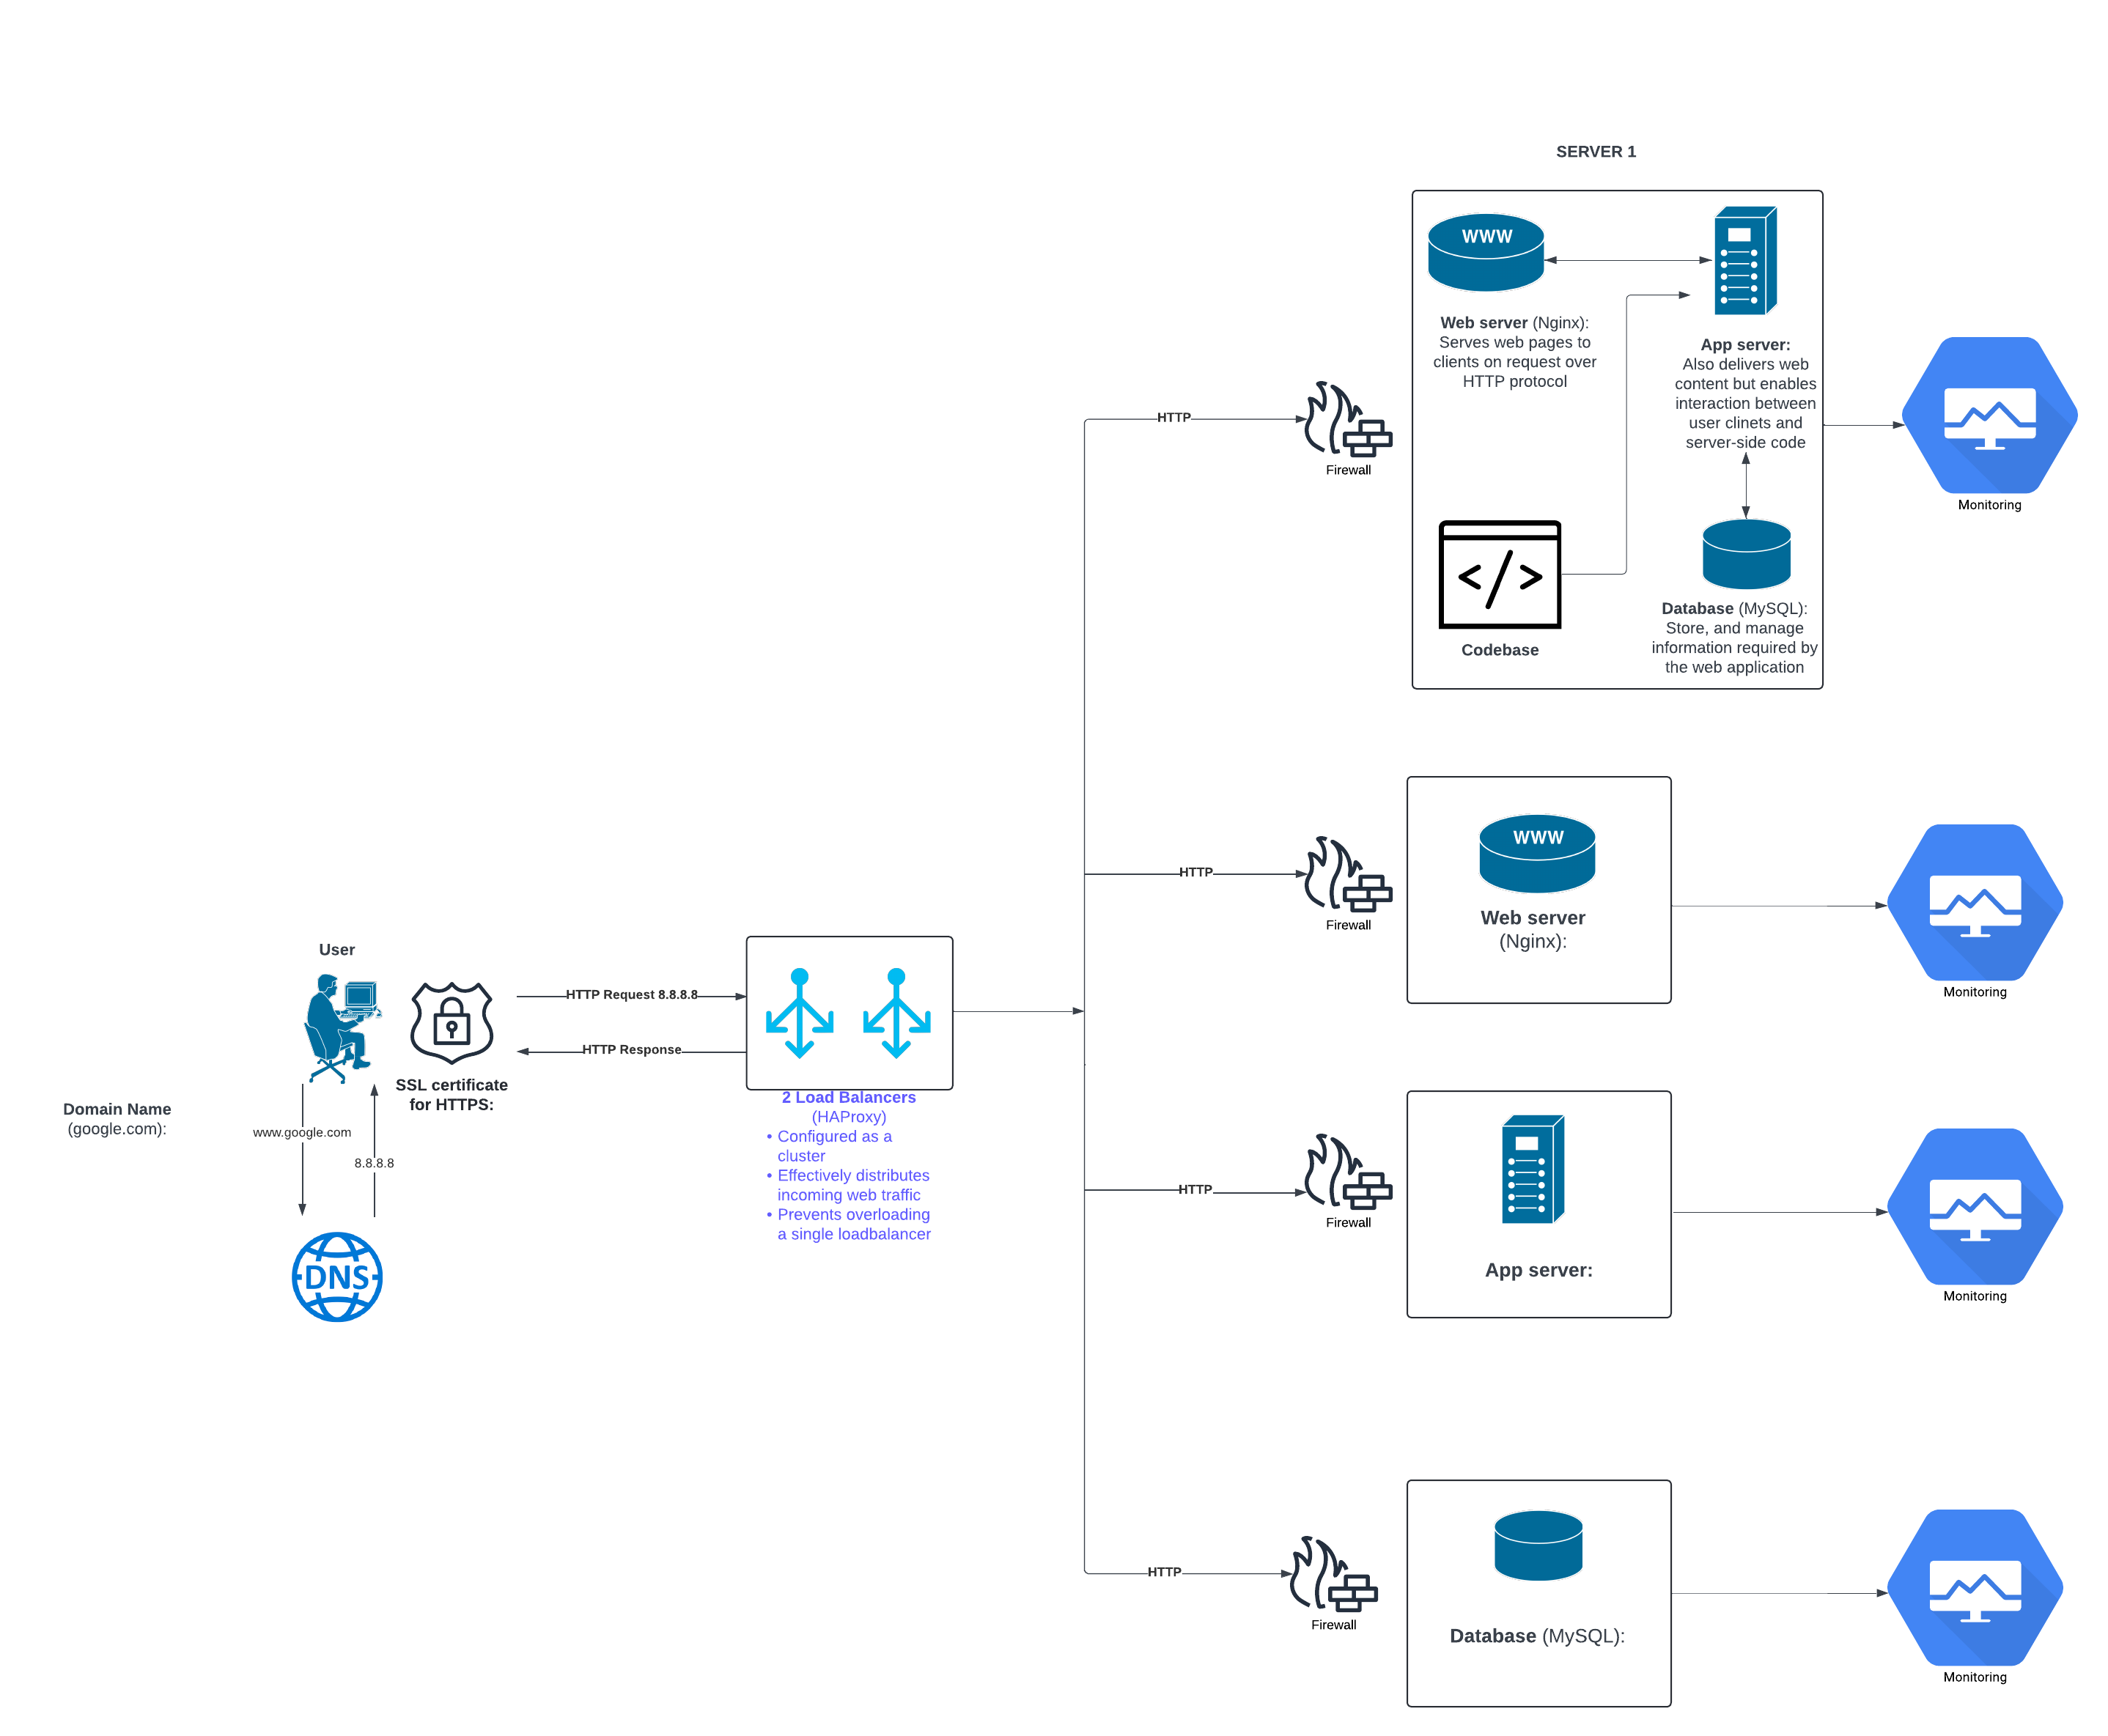 SERVER 1
WWW
Web server (Nginx):
Serves web pages to
clients on request over
HTTP protocol
App server:
Also delivers web
content but enables
interaction between
user clinets and
server-side code
HTTP
Firewall
Monitoring
</>
Codebase
Database (MySQL):
Store, and manage
information required by
the web application
WWW
HTTP
Firewall
Web server
(Nginx):
Monitoring
User
HTTP Request 8.8.8.8
HTTP Response
SSL certificate
for HTTPS:
Domain Name
(google.com):
www.google.com
8.8.8.8
DNS
2 Load Balancers
(HAProxy)
• Configured as a
cluster
• Effectively distributes
incoming web traffic
• Prevents overloading
a single loadbalancer
HTTP
Firewall
App server:
Monitoring
HTTP
Firewall
Database (MySQL):
Monitoring